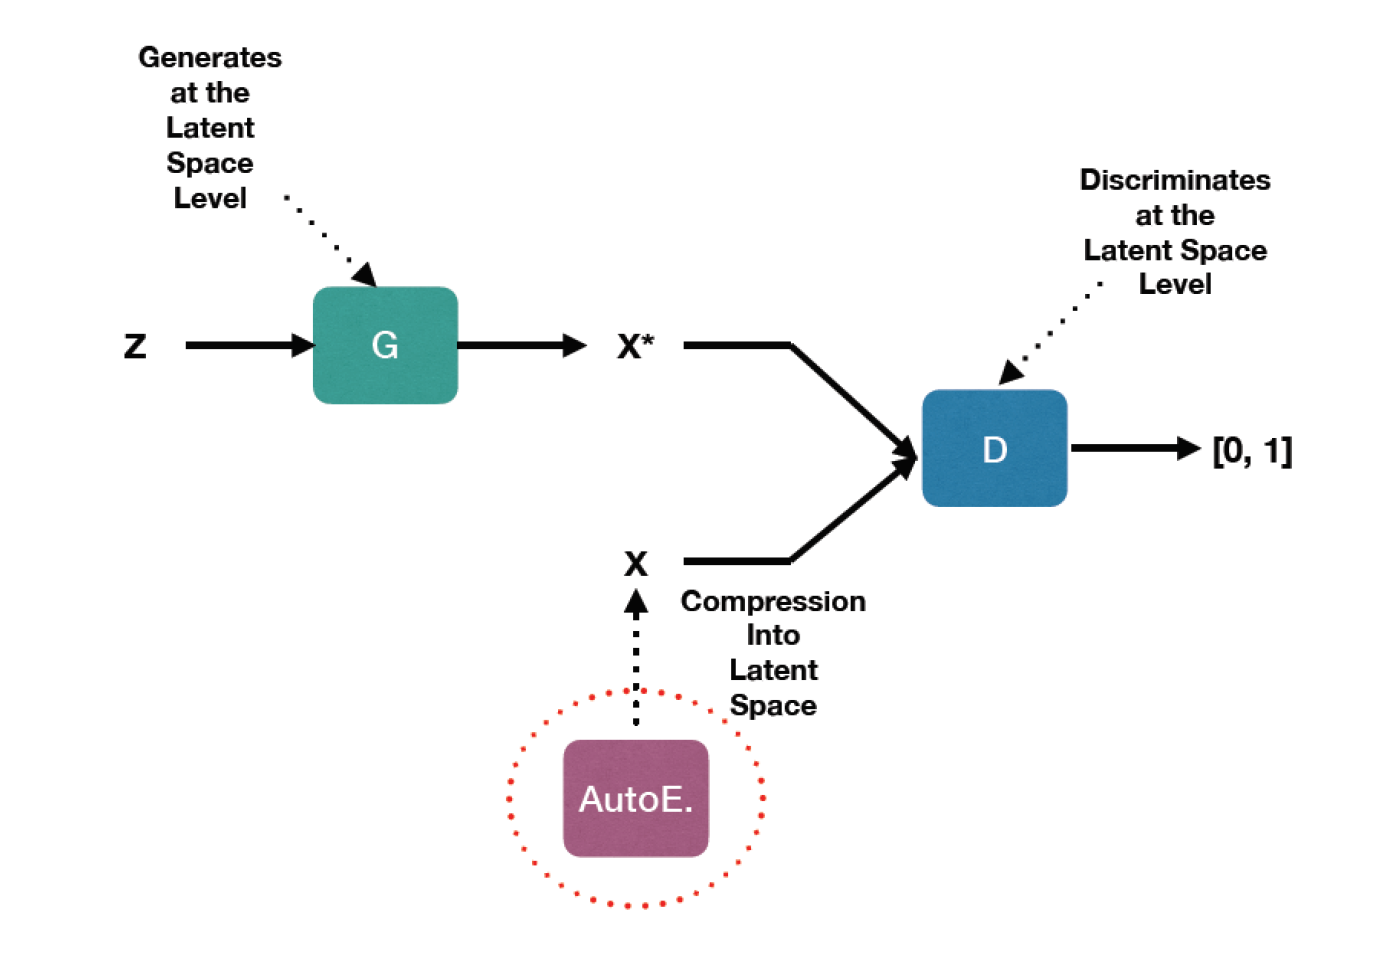 Generates
at the
Latent
Space
Level
Discriminates
at the
Latent Space
Level
Z
G
X*
D
[0, 1]
X
Compression
Into
Latent
Space
AutoE.